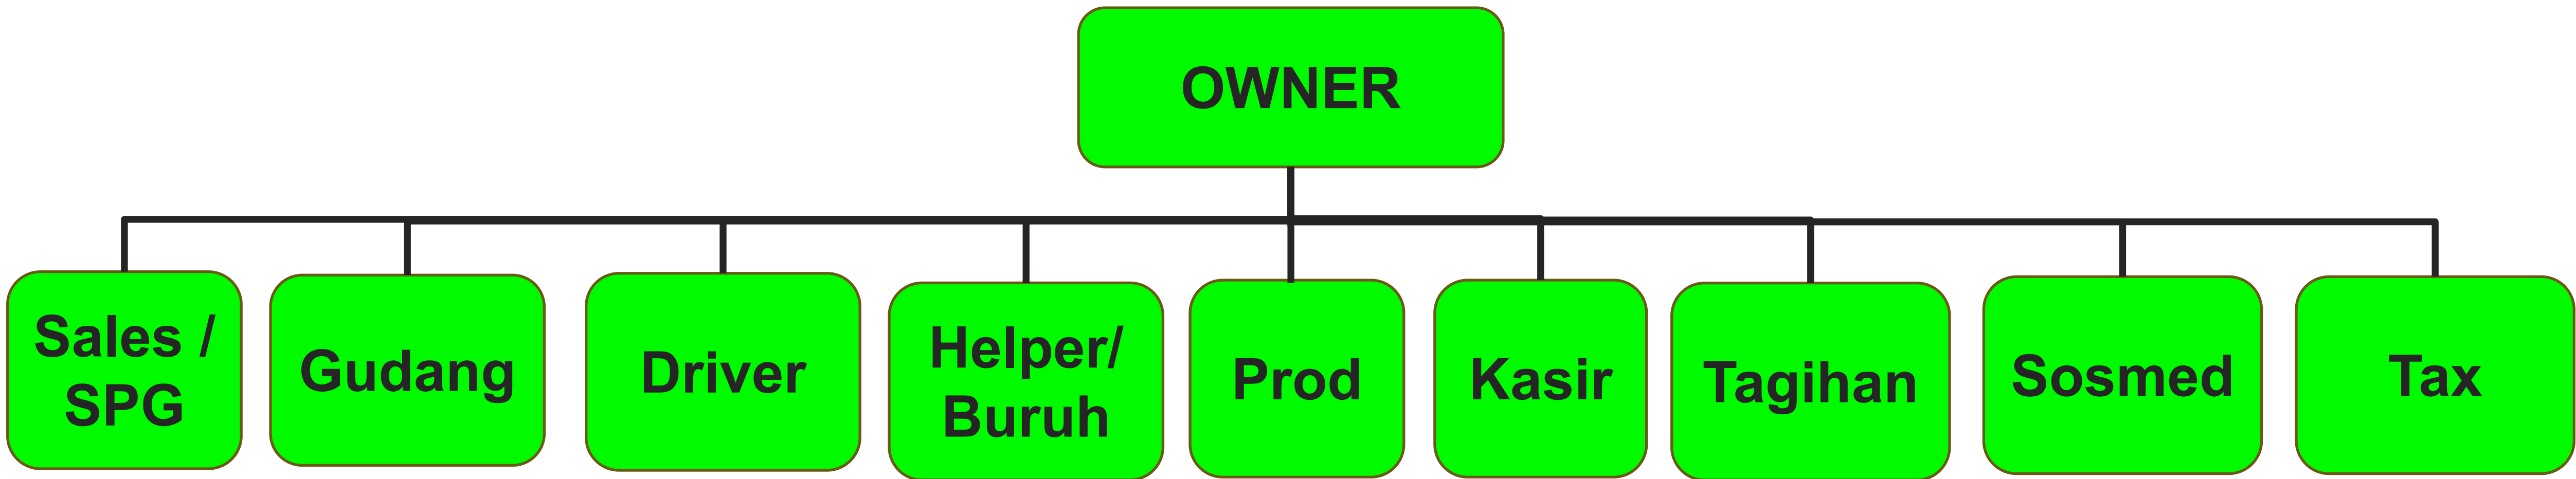 OWNER
Sales /
SPG
Gudang
Driver
Helper/
Buruh
Prod
Kasir
Tagihan
Sosmed
Tax